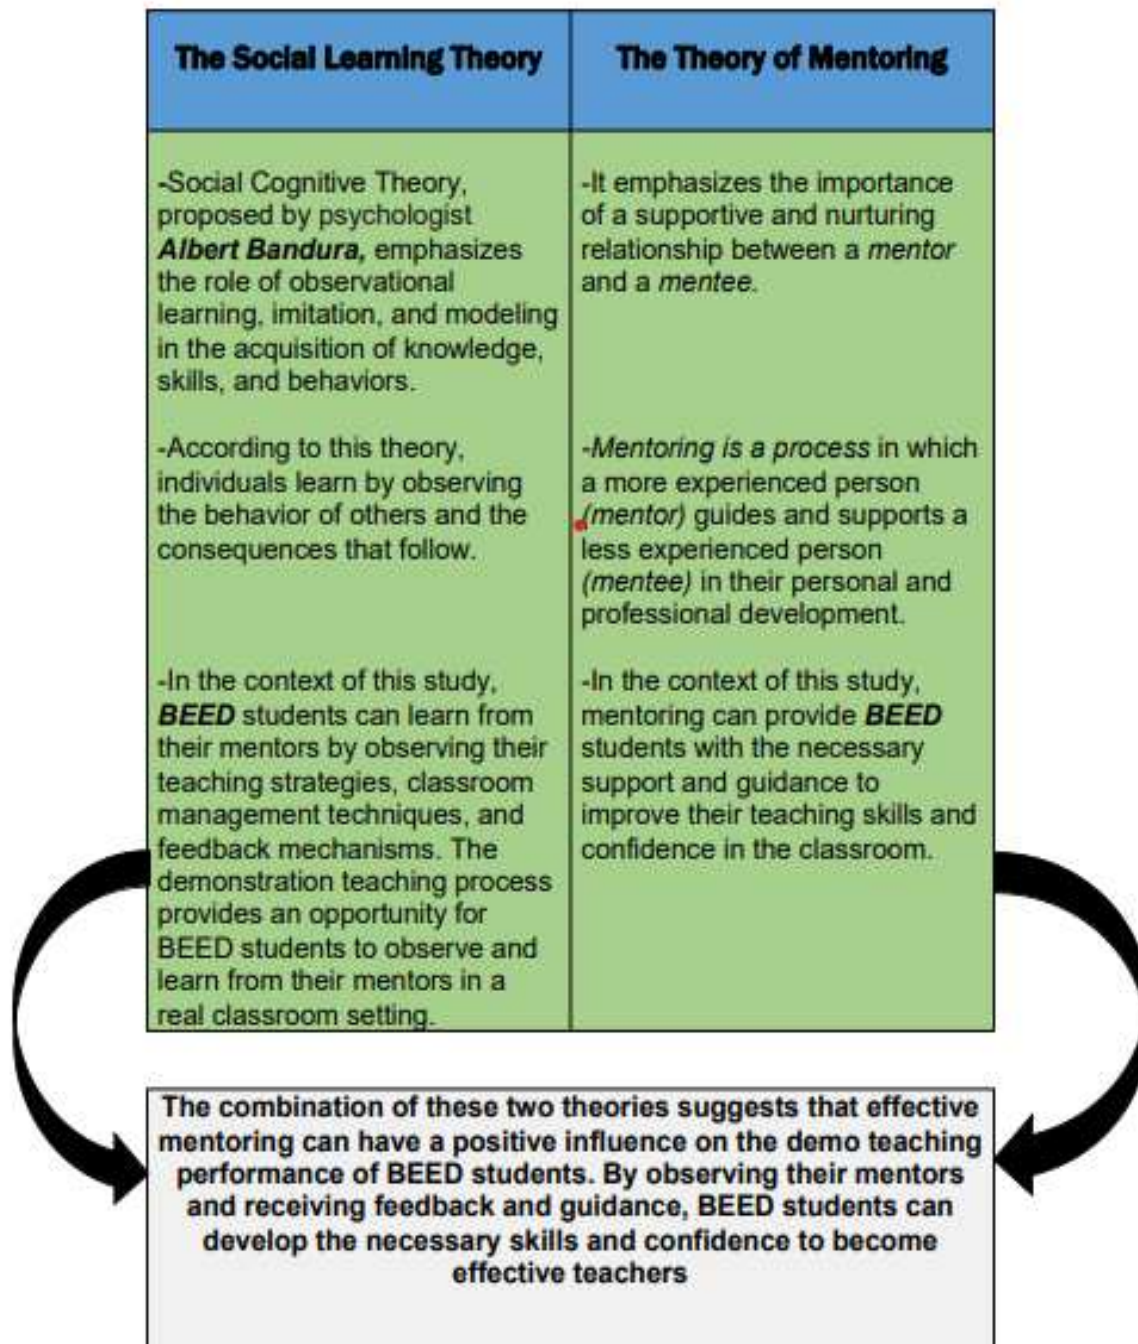 The Social Learning Theory
-Social Cognitive Theory,
proposed by psychologist
Albert Bandura, emphasizes
the role of observational
learning, imitation, and modeling
in the acquisition of knowledge,
skills, and behaviors.
-According to this theory,
individuals learn by observing
the behavior of others and the
consequences that follow.
-In the context of this study,
BEED students can learn from
their mentors by observing their
teaching strategies, classroom
management techniques, and
feedback mechanisms. The
demonstration teaching process
provides an opportunity for
BEED students to observe and
learn from their mentors in a
real classroom setting.
The Theory of Mentoring
-It emphasizes the importance
of a supportive and nurturing
relationship between a mentor
and a mentee.
-Mentoring is a process in which
a more experienced person
(mentor) guides and supports a
less experienced person
(mentee) in their personal and
professional development.
-In the context of this study,
mentoring can provide BEED
students with the necessary
support and guidance to
improve their teaching skills and
confidence in the classroom.
The combination of these two theories suggests that effective
mentoring can have a positive influence on the demo teaching
performance of BEED students. By observing their mentors
and receiving feedback and guidance, BEED students can
develop the necessary skills and confidence to become
effective teachers